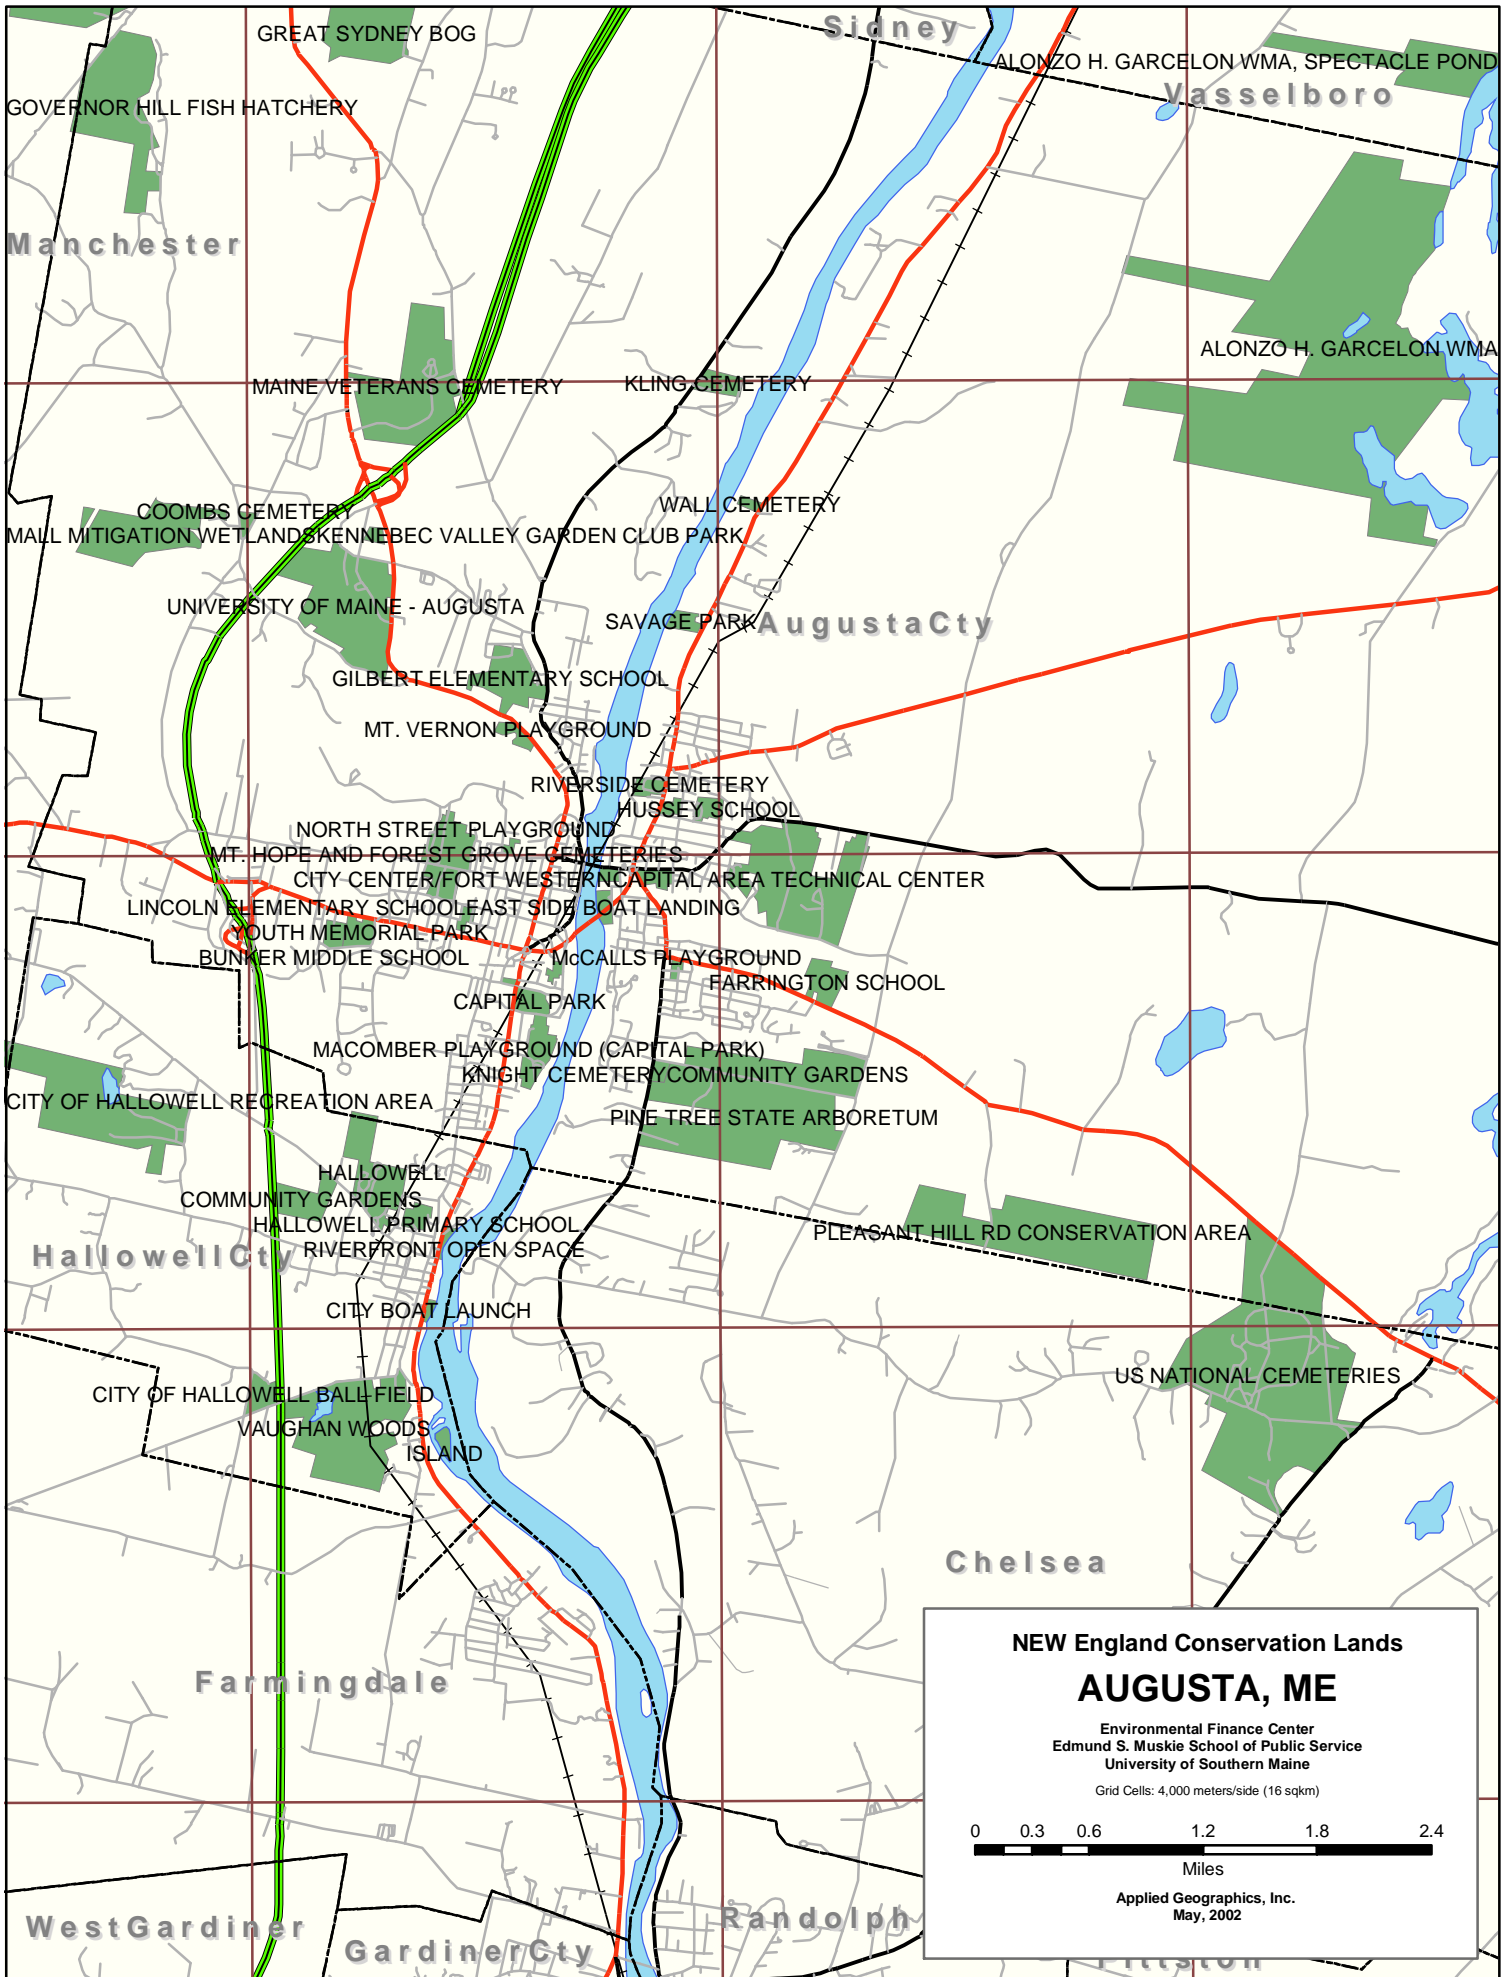 Sidney
GREAT SYDNEY BOG
ALONZO H. GARCELON WMA, SPECTACLE POND
Vasselboro
GOVERNOR HILL FISH HATCHERY
Manchester
ALONZO H. GARCELON WMA
MAINE VETERANS CEMETERY
KLING CEMETERY
COOMBS CEMETERY
WALL CEMETERY
MALL MITIGATION WETLANDS
KENNEBEC VALLEY GARDEN CLUB PARK
UNIVERSITY OF MAINE - AUGUSTA
SAVAGE PARK
AugustaCty
GILBERT ELEMENTARY SCHOOL
MT. VERNON PLAYGROUND
RIVERSIDE CEMETERY
HUSSEY SCHOOL
NORTH STREET PLAYGROUND
MT. HOPE AND FOREST GROVE CEMETERIES
CITY CENTER/FORT WESTERN
CAPITAL AREA TECHNICAL CENTER
LINCOLN ELEMENTARY SCHOOL
EAST SIDE BOAT LANDING
YOUTH MEMORIAL PARK
BUNKER MIDDLE SCHOOL
McCALLS PLAYGROUND
FARRINGTON SCHOOL
CAPITAL PARK
MACOMBER PLAYGROUND (CAPITAL PARK)
KNIGHT CEMETERY
COMMUNITY GARDENS
CITY OF HALLOWELL RECREATION AREA
PINE TREE STATE ARBORETUM
HALLOWELL
COMMUNITY GARDENS
HALLOWELL PRIMARY SCHOOL
PLEASANT HILL RD CONSERVATION AREA
HallowellCty
RIVERFRONT OPEN SPACE
CITY BOAT LAUNCH
US NATIONAL CEMETERIES
CITY OF HALLOWELL BALL FIELD
VAUGHAN WOODS
ISLAND
Chelsea
Farmingdale
NEW England Conservation Lands
AUGUSTA, ME
Environmental Finance Center
Edmund S. Muskie School of Public Service
University of Southern Maine
Grid Cells: 4,000 meters/side (16 sqkm)
0 0.3 0.6 1.2 1.8 2.4
Miles
Applied Geographics, Inc.
May, 2002
WestGardiner
Randolph
GardinerCty
Pittston